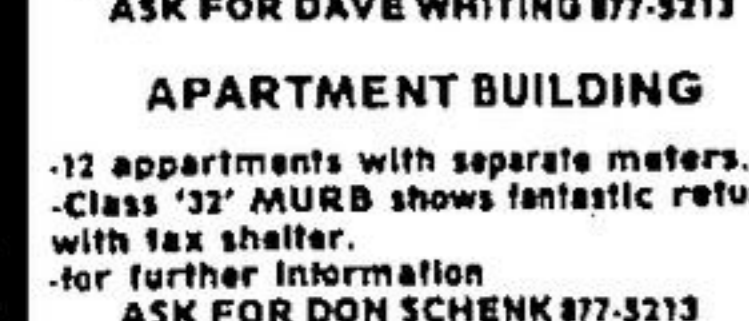 ASK FOR DAVE WHITING 877-5213
APARTMENT BUILDING
-12 appartments with separate meters.
-Class '32' MURB shows fantastic retu
with tax shelter.
-for further information
ASK FOR DON SCHENK 877-5213